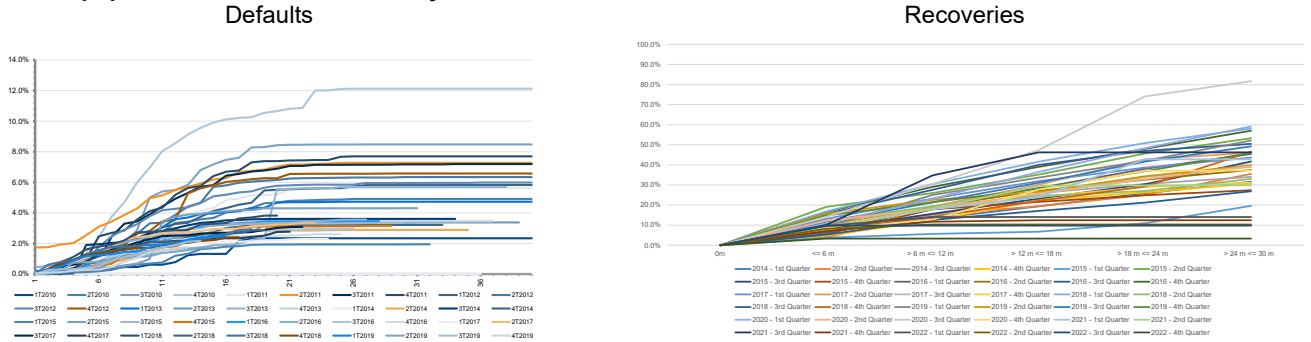 Defaults
14.0%
12.0%
10.0%
8.0%
6.0%
4.0%
2.0%
0.0%
1 6 11 16 21 26 31 36
1T2010 2T2010 3T2010 4T2010 1T2011 2T2011 3T2011 4T2011 1T2012 2T2012
3T2012 4T2012 1T2013 2T2013 3T2013 4T2013 1T2014 2T2014 3T2014 4T2014
1T2015 2T2015 3T2015 4T2015 1T2016 2T2016 3T2016 4T2016 1T2017 2T2017
3T2017 4T2017 1T2018 2T2018 3T2018 4T2018 1T2019 2T2019 3T2019 4T2019
Recoveries
100.0%
90.0%
80.0%
70.0%
60.0%
50.0%
40.0%
30.0%
20.0%
10.0%
0.0%
0m <= 6 m > 6 m <= 12 m > 12 m <= 18 m > 18 m <= 24 m > 24 m <= 30 m
2014 - 1st Quarter 2014 - 2nd Quarter 2014 - 3rd Quarter 2014 - 4th Quarter 2015 - 1st Quarter 2015 - 2nd Quarter
2015 - 3rd Quarter 2015 - 4th Quarter 2016 - 1st Quarter 2016 - 2nd Quarter 2016 - 3rd Quarter 2016 - 4th Quarter
2017 - 1st Quarter 2017 - 2nd Quarter 2017 - 3rd Quarter 2017 - 4th Quarter 2018 - 1st Quarter 2018 - 2nd Quarter
2018 - 3rd Quarter 2018 - 4th Quarter 2019 - 1st Quarter 2019 - 2nd Quarter 2019 - 3rd Quarter 2019 - 4th Quarter
2020 - 1st Quarter 2020 - 2nd Quarter 2020 - 3rd Quarter 2020 - 4th Quarter 2021 - 1st Quarter 2021 - 2nd Quarter
2021 - 3rd Quarter 2021 - 4th Quarter 2022 - 1st Quarter 2022 - 2nd Quarter 2022 - 3rd Quarter 2022 - 4th Quarter